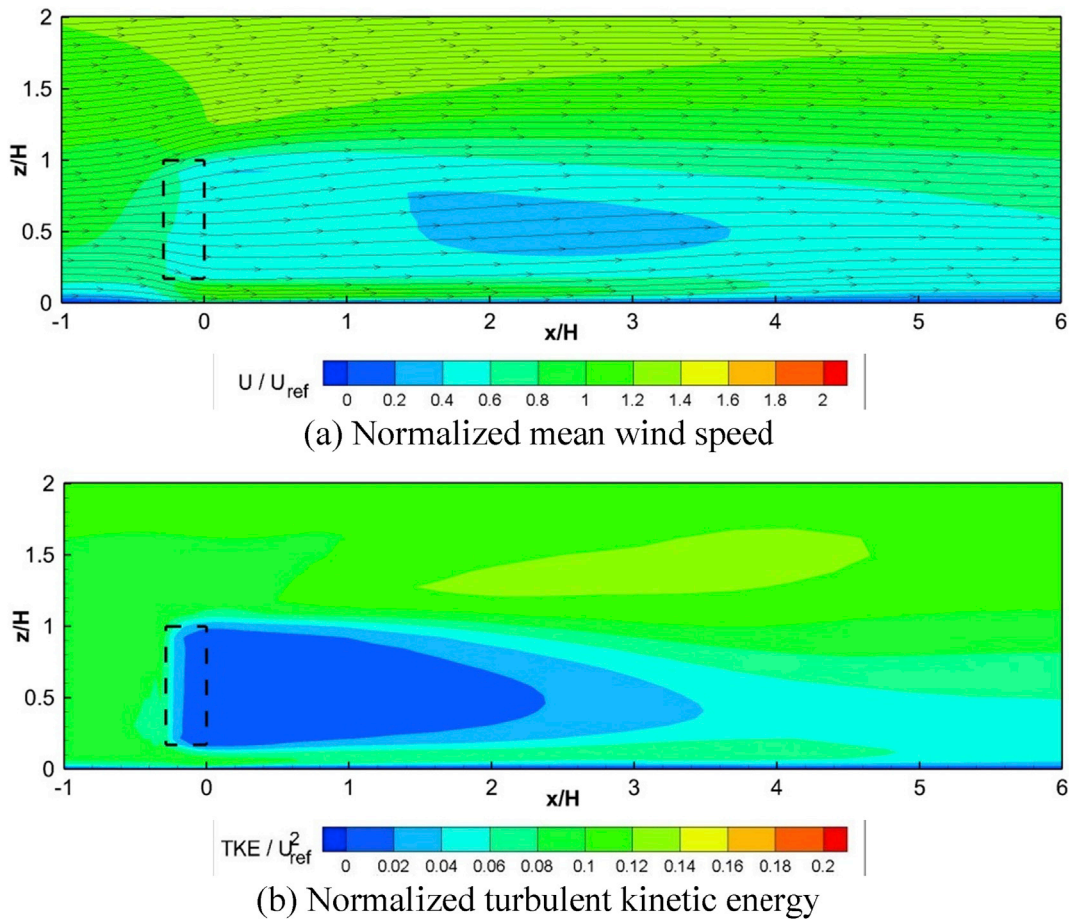 2
1.5
z/H
1
0.5
0
-1 0 1 2 3 4 5 6
x/H
U / Uref
0 0.2 0.4 0.6 0.8 1 1.2 1.4 1.6 1.8 2
(a) Normalized mean wind speed
2
1.5
z/H
1
0.5
0
-1 0 1 2 3 4 5 6
x/H
TKE / U²ref
0 0.02 0.04 0.06 0.08 0.1 0.12 0.14 0.16 0.18 0.2
(b) Normalized turbulent kinetic energy